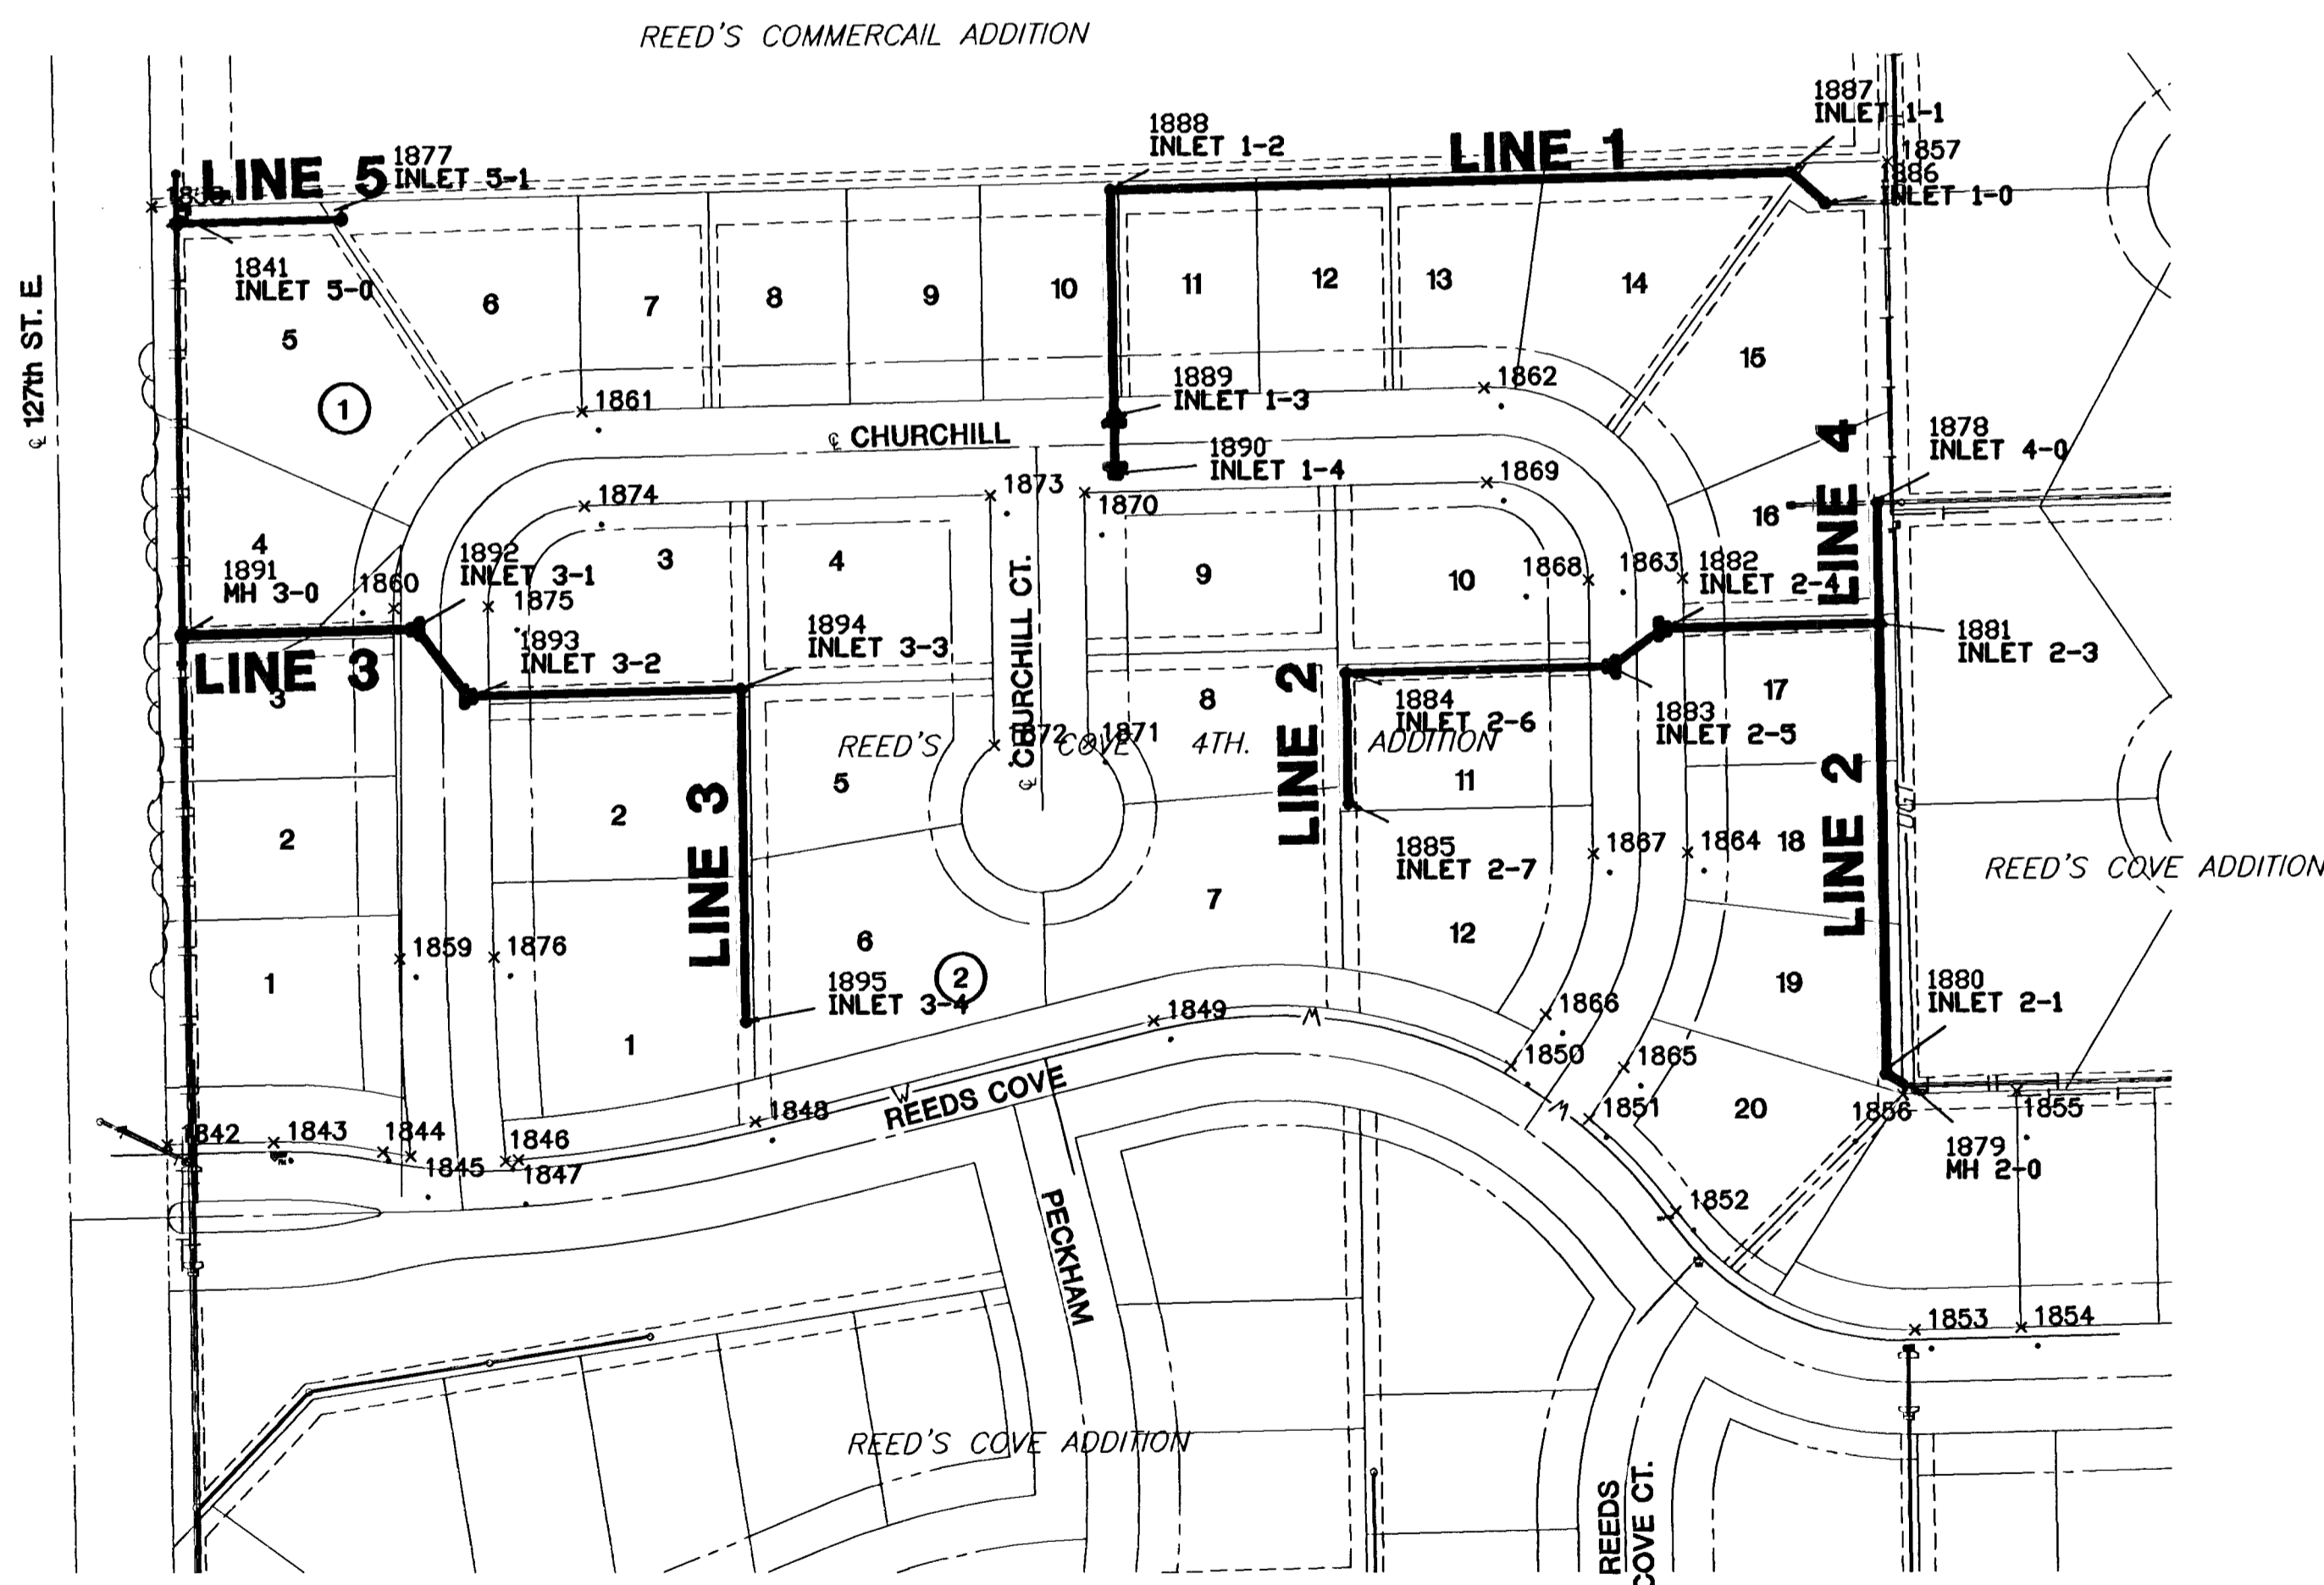 REED'S COMMERCAIL ADDITION
1887
INLET 1-1
1888
INLET 1-2
LINE 1
1857
1886
INLET 1-0
LINE 5
1877
INLET 5-1
1841
INLET 5-0
℄ 127th ST. E.
5
6
7
8
9
10
11
12
13
14
15
1
1861
1889
INLET 1-3
1862
℄ CHURCHILL
1890
INLET 1-4
1878
INLET 4-0
LINE 4
1874
1873
1870
1869
16
4
1891
MH 3-0
1860
1892
INLET 3-1
1875
3
4
9
10
1868
1863
1882
INLET 2-4
℄ CHURCHILL CT.
1893
INLET 3-2
1894
INLET 3-3
1881
INLET 2-3
LINE 3
3
8
LINE 2
1884
INLET 2-6
1883
INLET 2-5
17
1872
1871
REED'S COVE 4TH. ADDITION
5
11
2
2
LINE 3
1885
INLET 2-7
1867
1864
18
LINE 2
REED'S COVE ADDITION
7
6
12
1859
1876
1
2
1895
INLET 3-4
19
1880
INLET 2-1
1849
1866
1
1850
1865
W
REEDS COVE
1848
1851
20
1856
1855
1842
1843
1844
1845
1846
1847
1879
MH 2-0
PECKHAM
1852
1853
1854
REED'S COVE ADDITION
REEDS
COVE CT.